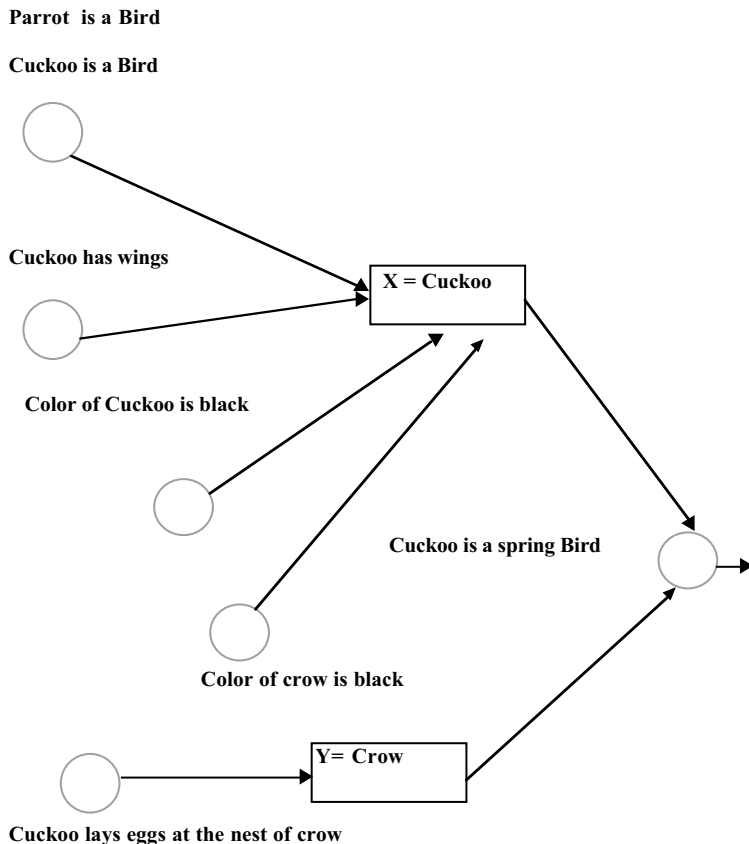 Parrot is a Bird
Cuckoo is a Bird
Cuckoo has wings
X = Cuckoo
Color of Cuckoo is black
Cuckoo is a spring Bird
Color of crow is black
Y= Crow
Cuckoo lays eggs at the nest of crow